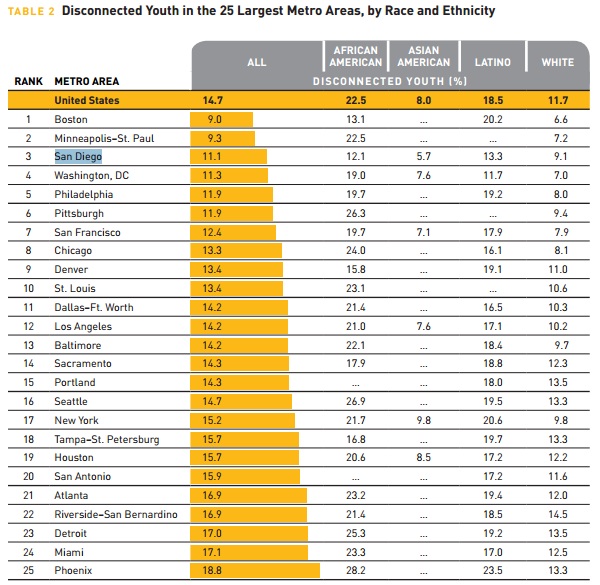 TABLE 2 Disconnected Youth in the 25 Largest Metro Areas, by Race and Ethnicity
RANK METRO AREA ALL AFRICAN AMERICAN ASIAN AMERICAN LATINO WHITE
DISCONNECTED YOUTH (%)
United States 14.7 22.5 8.0 18.5 11.7
1 Boston 9.0 13.1 ... 20.2 6.6
2 Minneapolis–St. Paul 9.3 22.5 ... ... 7.2
3 San Diego 11.1 12.1 5.7 13.3 9.1
4 Washington, DC 11.3 19.0 7.6 11.7 7.0
5 Philadelphia 11.9 19.7 ... 19.2 8.0
6 Pittsburgh 11.9 26.3 ... ... 9.4
7 San Francisco 12.4 19.7 7.1 17.9 7.9
8 Chicago 13.3 24.0 ... 16.1 8.1
9 Denver 13.4 15.8 ... 19.1 11.0
10 St. Louis 13.4 23.1 ... ... 10.6
11 Dallas–Ft. Worth 14.2 21.4 ... 16.5 10.3
12 Los Angeles 14.2 21.0 7.6 17.1 10.2
13 Baltimore 14.2 22.1 ... 18.4 9.7
14 Sacramento 14.3 17.9 ... 18.8 12.3
15 Portland 14.3 ... ... 18.0 13.5
16 Seattle 14.7 26.9 ... 19.5 13.3
17 New York 15.2 21.7 9.8 20.6 9.8
18 Tampa–St. Petersburg 15.7 16.8 ... 19.7 13.3
19 Houston 15.7 20.6 8.5 17.2 12.2
20 San Antonio 15.9 ... ... 17.2 11.6
21 Atlanta 16.9 23.2 ... 19.4 12.0
22 Riverside–San Bernardino 16.9 21.4 ... 18.5 14.5
23 Detroit 17.0 25.3 ... 19.2 13.5
24 Miami 17.1 23.3 ... 17.0 12.5
25 Phoenix 18.8 28.2 ... 23.5 13.3